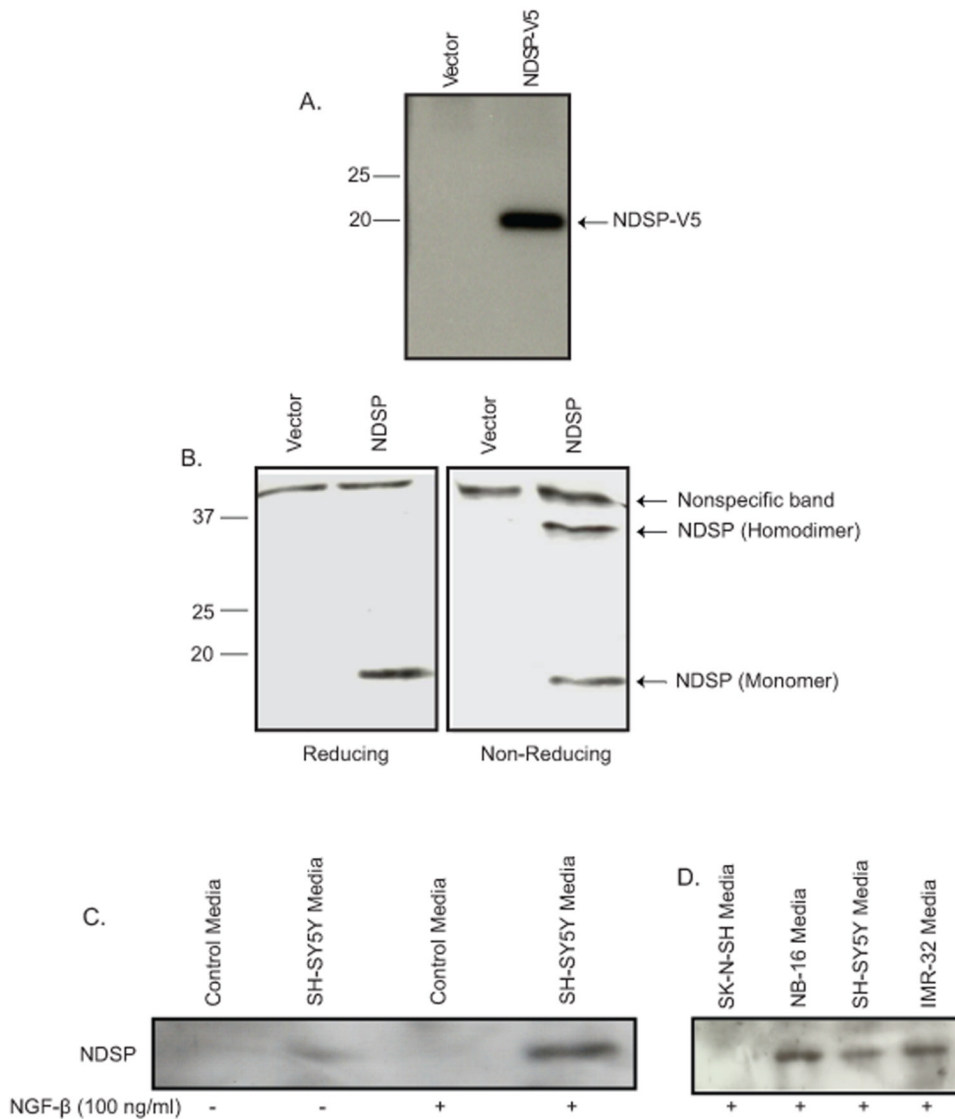 Vector
NDSP-V5
A.
25
20
NDSP-V5
Vector
NDSP
Vector
NDSP
B.
37
25
20
Nonspecific band
NDSP (Homodimer)
NDSP (Monomer)
Reducing
Non-Reducing
C.
Control Media
SH-SY5Y Media
Control Media
SH-SY5Y Media
NDSP
NGF-β (100 ng/ml)
-
-
+
+
D.
SK-N-SH Media
NB-16 Media
SH-SY5Y Media
IMR-32 Media
+
+
+
+